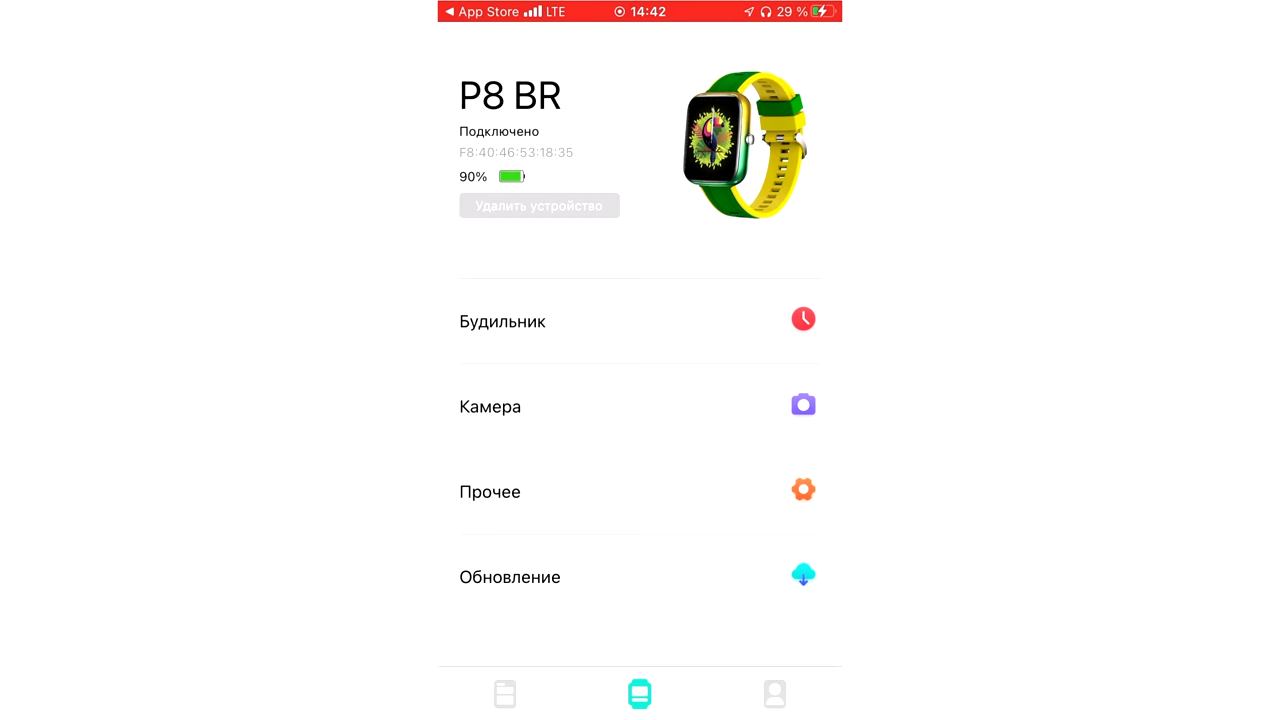 App Store LTE 14:42 29 %
P8 BR
Подключено
F8:40:46:53:18:35
90%
Удалить устройство
Будильник
Камера
Прочее
Обновление